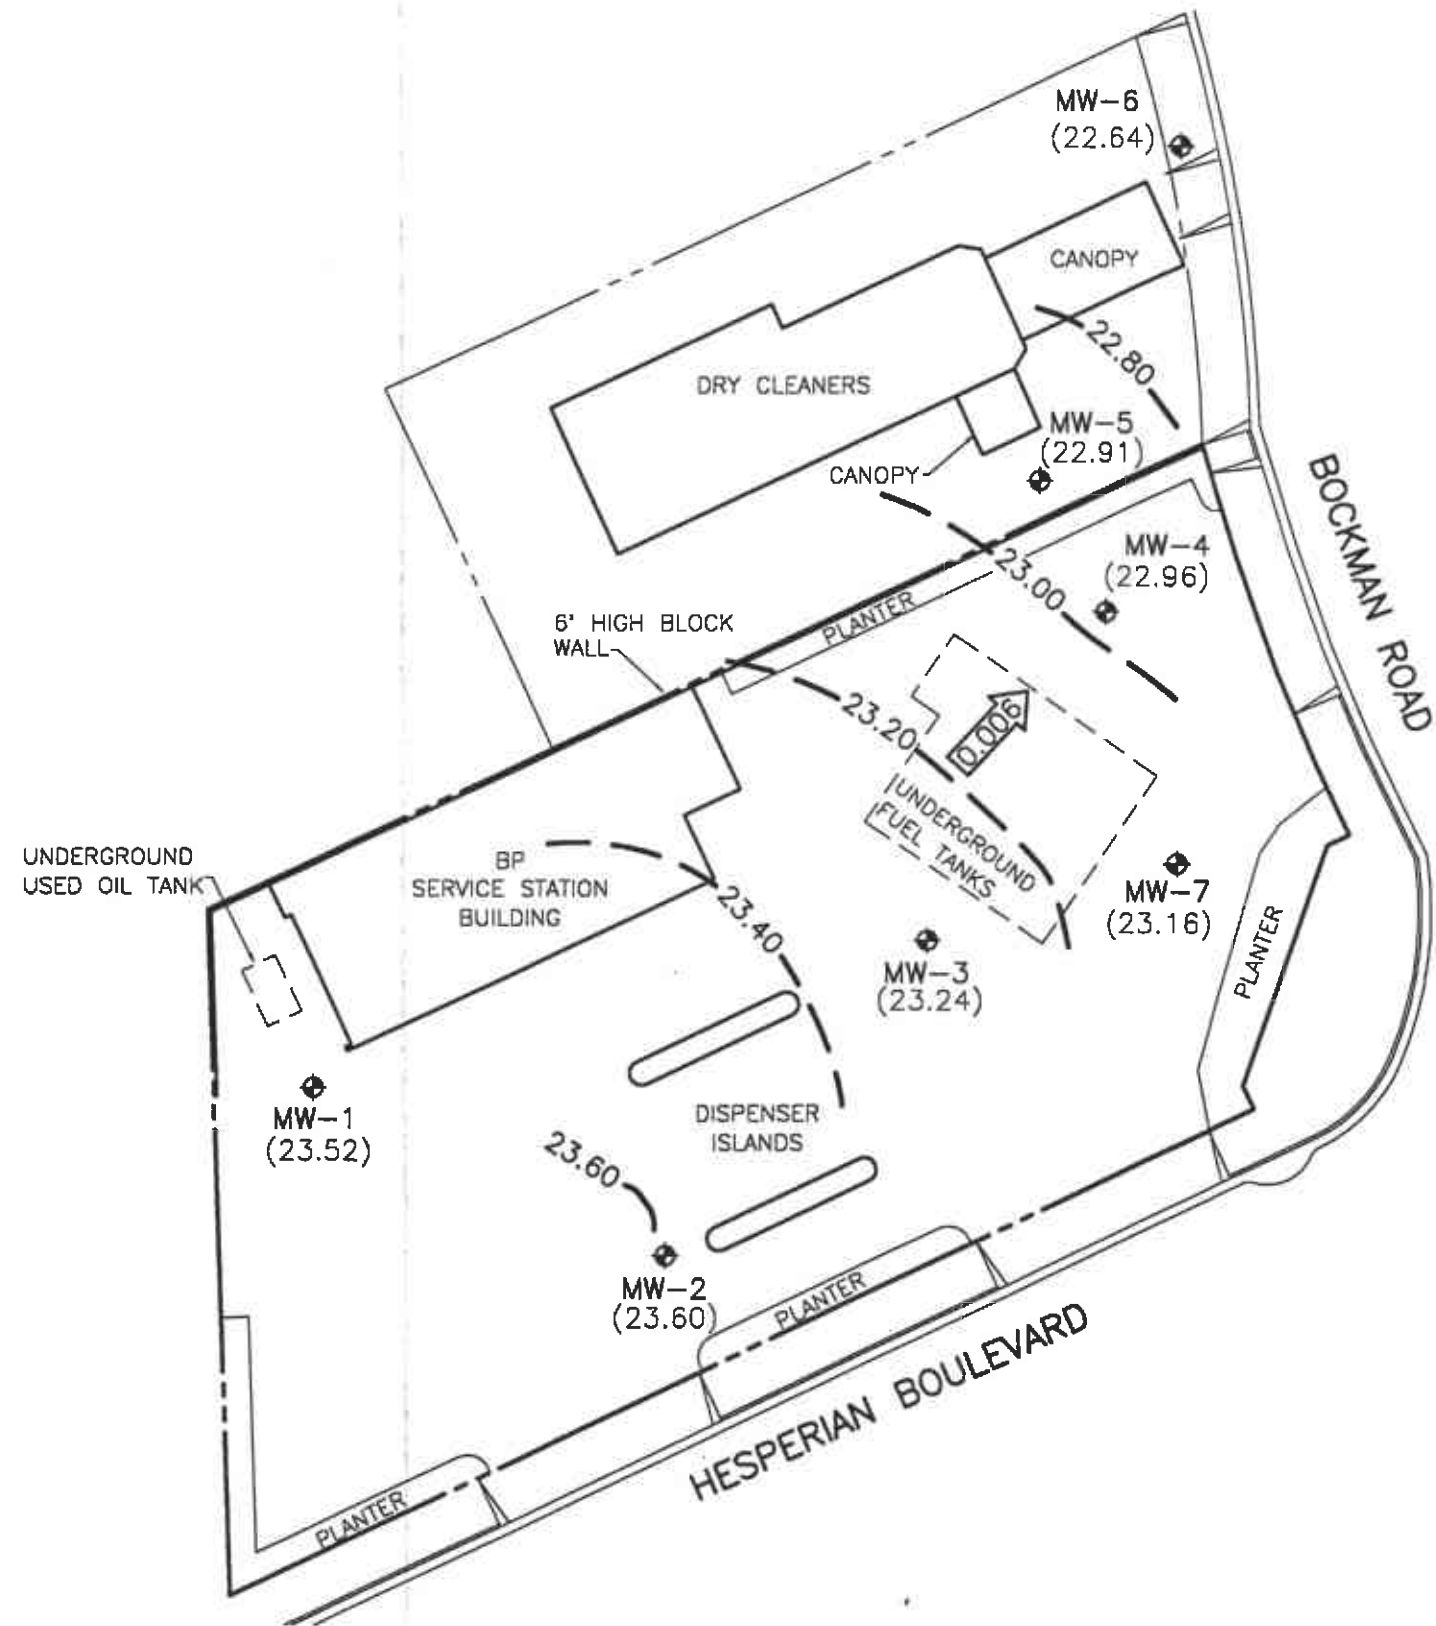 MW-6
(22.64)
CANOPY
22.80
DRY CLEANERS
MW-5
(22.91)
CANOPY
BOCKMAN ROAD
MW-4
(22.96)
23.00
PLANTER
6' HIGH BLOCK
WALL
23.20
0.006
UNDERGROUND
FUEL TANKS
UNDERGROUND
USED OIL TANK
BP
SERVICE STATION
BUILDING
23.40
MW-7
(23.16)
PLANTER
MW-3
(23.24)
MW-1
(23.52)
DISPENSER
ISLANDS
23.60
MW-2
(23.60)
PLANTER
HESPERIAN BOULEVARD
PLANTER